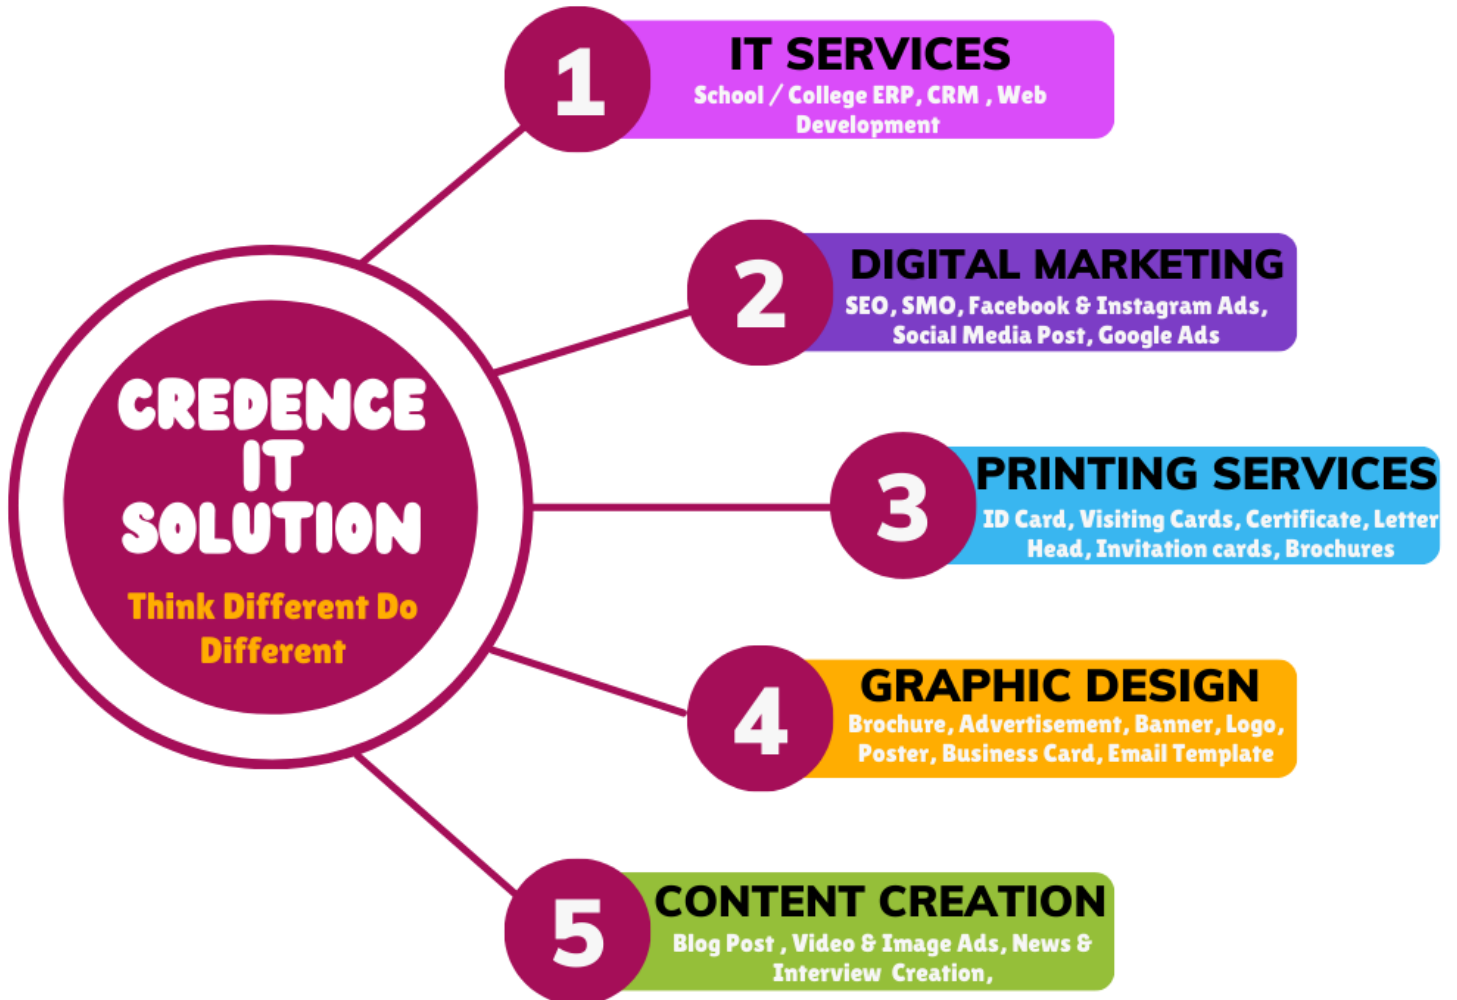 CREDENCE
IT
SOLUTION
Think Different Do
Different
1
IT SERVICES
School / College ERP, CRM , Web
Development
2
DIGITAL MARKETING
SEO, SMO, Facebook & Instagram Ads,
Social Media Post, Google Ads
3
PRINTING SERVICES
ID Card, Visiting Cards, Certificate, Letter
Head, Invitation cards, Brochures
4
GRAPHIC DESIGN
Brochure, Advertisement, Banner, Logo,
Poster, Business Card, Email Template
5
CONTENT CREATION
Blog Post , Video & Image Ads, News &
Interview Creation,